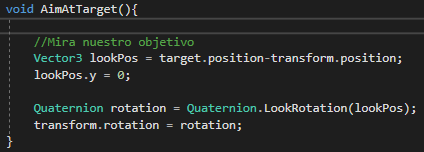 void AimAtTarget(){
//Mira nuestro objetivo
Vector3 lookPos = target.position-transform.position;
lookPos.y = 0;
Quaternion rotation = Quaternion.LookRotation(lookPos);
transform.rotation = rotation;
}